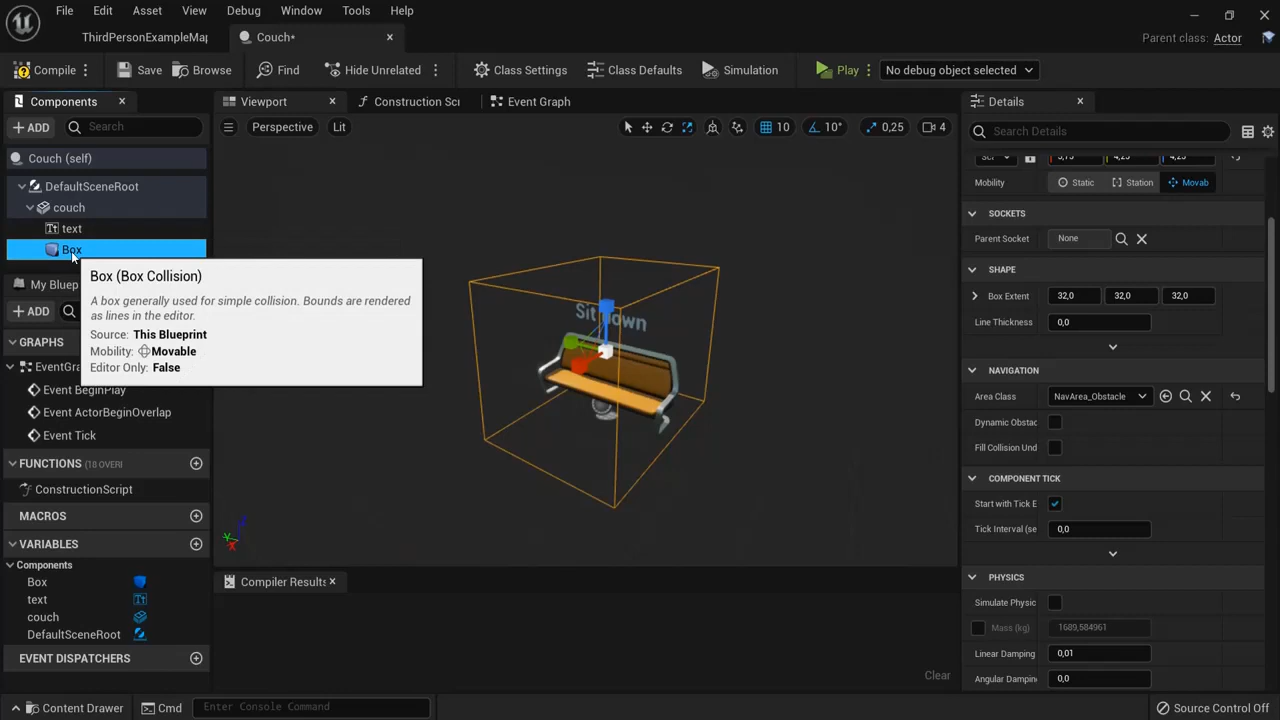 File Edit Asset View Debug Window Tools Help
ThirdPersonExampleMap Couch* Parent class: Actor
Compile Save Browse Find Hide Unrelated Class Settings Class Defaults Simulation Play No debug object selected
Components Viewport Construction Scr Event Graph Details
ADD Search Perspective Lit 10 10° 0,25 4 Search Details
Couch (self)
DefaultSceneRoot
couch
text
Box
Box (Box Collision)
A box generally used for simple collision. Bounds are rendered
as lines in the editor.
Source: This Blueprint
Mobility: Movable
Editor Only: False
My Bluep
ADD
GRAPHS
EventGra
Event BeginPlay
Event ActorBeginOverlap
Event Tick
FUNCTIONS (18 OVERI
ConstructionScript
MACROS
VARIABLES
Components
Box
text
couch
DefaultSceneRoot
EVENT DISPATCHERS
Sit down
Compiler Results
Clear
Mobility Static Station Movab
SOCKETS
Parent Socket None
SHAPE
Box Extent 32,0 32,0 32,0
Line Thickness 0,0
NAVIGATION
Area Class NavArea_Obstacle
Dynamic Obstac
Fill Collision Und
COMPONENT TICK
Start with Tick E
Tick Interval (se 0,0
PHYSICS
Simulate Physic
Mass (kg) 1689,584961
Linear Damping 0,01
Angular Dampin 0,0
Content Drawer Cmd Enter Console Command Source Control Off